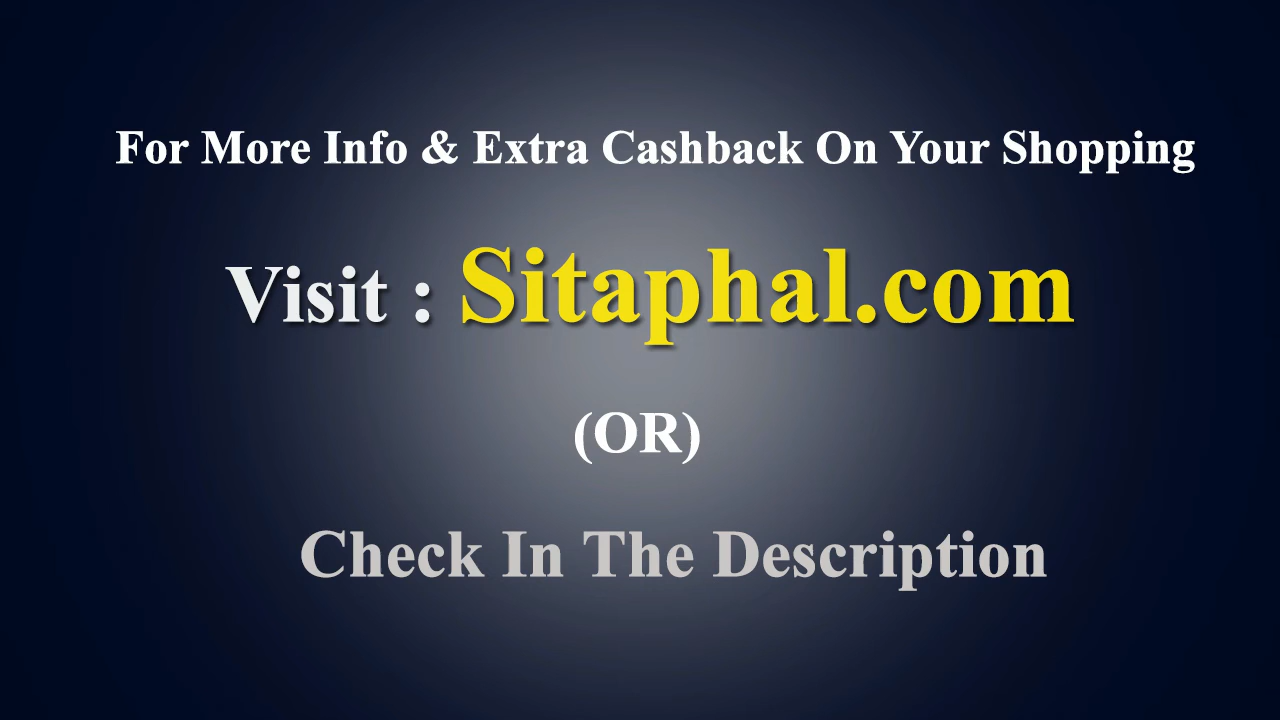 For More Info & Extra Cashback On Your Shopping
Visit : Sitaphal.com
(OR)
Check In The Description